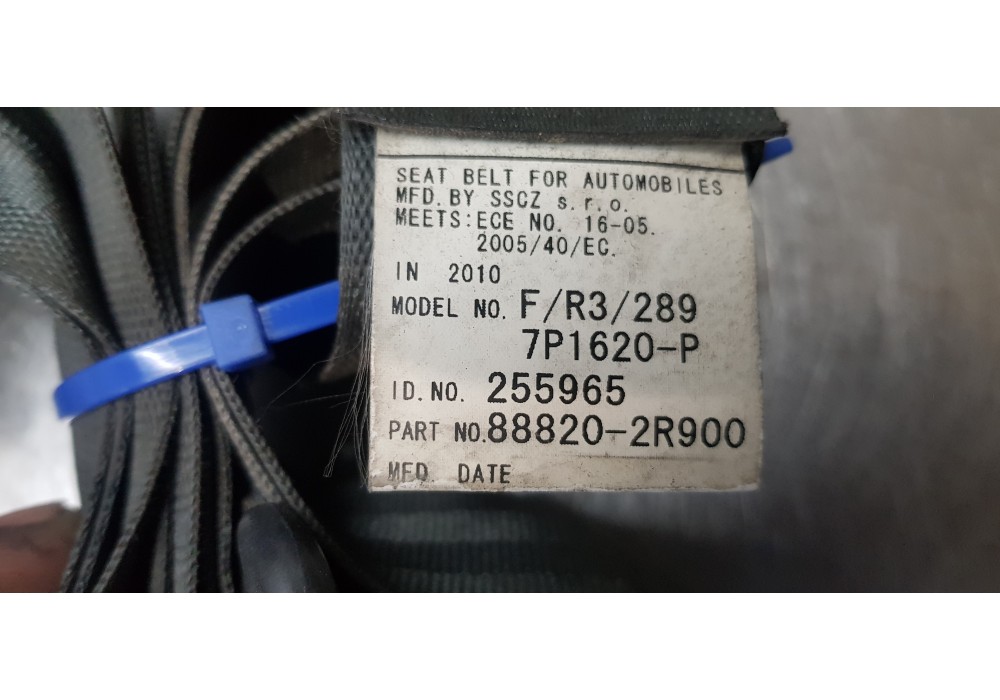 SEAT BELT FOR AUTOMOBILES
MFD. BY SSCZ s. r. o.
MEETS: ECE NO. 16-05.
2005/40/EC.
IN 2010
MODEL NO. F/R3/289
7P1620-P
ID. NO. 255965
PART NO. 88820-2R900
MFD DATE